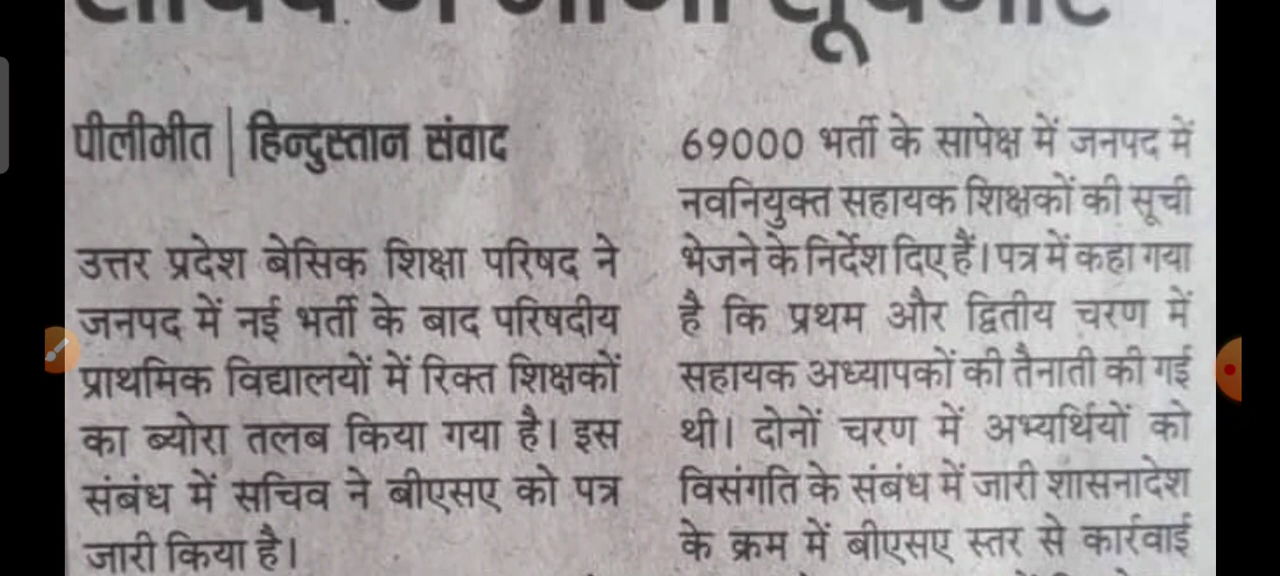 पीलीभीत | हिन्दुस्तान संवाद
उत्तर प्रदेश बेसिक शिक्षा परिषद ने
जनपद में नई भर्ती के बाद परिषदीय
प्राथमिक विद्यालयों में रिक्त शिक्षकों
का ब्योरा तलब किया गया है। इस
संबंध में सचिव ने बीएसए को पत्र
जारी किया है।
69000 भर्ती के सापेक्ष में जनपद में
नवनियुक्त सहायक शिक्षकों की सूची
भेजने के निर्देश दिए हैं। पत्र में कहा गया
है कि प्रथम और द्वितीय चरण में
सहायक अध्यापकों की तैनाती की गई
थी। दोनों चरण में अभ्यर्थियों को
विसंगति के संबंध में जारी शासनादेश
के क्रम में बीएसए स्तर से कार्रवाई